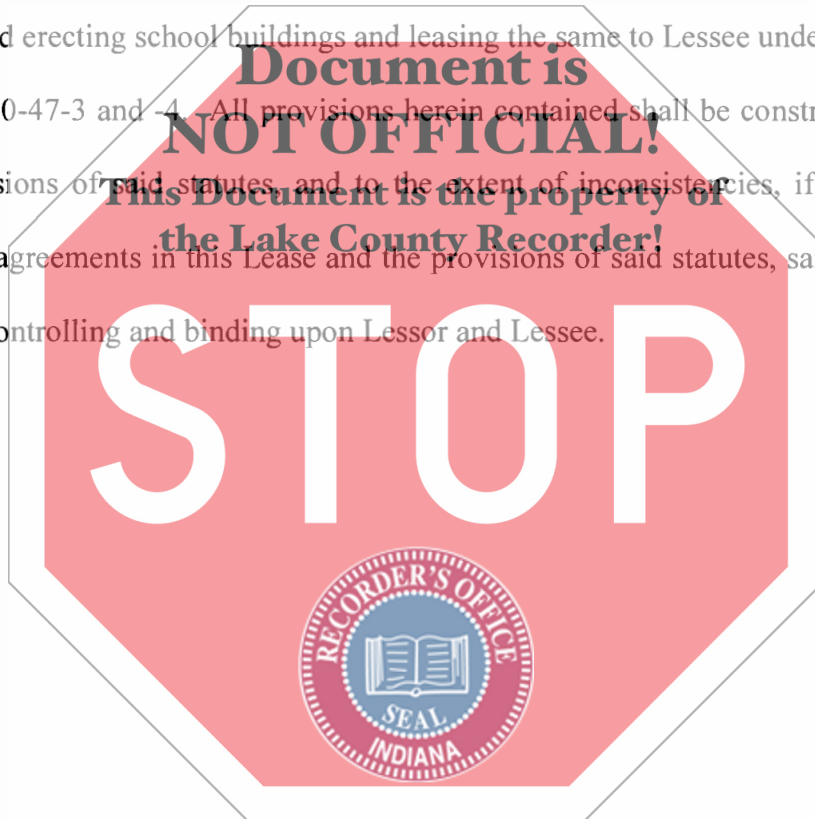 d erecting school buildings and leasing the same to Lessee unde
Document is
0-47-3 and -4. All provisions herein contained shall be constr
NOT OFFICIAL!
sions of said statutes, and to the extent of inconsistencies, if
This Document is the property of
the Lake County Recorder!
agreements in this Lease and the provisions of said statutes, sa
ontrolling and binding upon Lessor and Lessee.
STOP
RECORDER'S OFFICE
SEAL
INDIANA